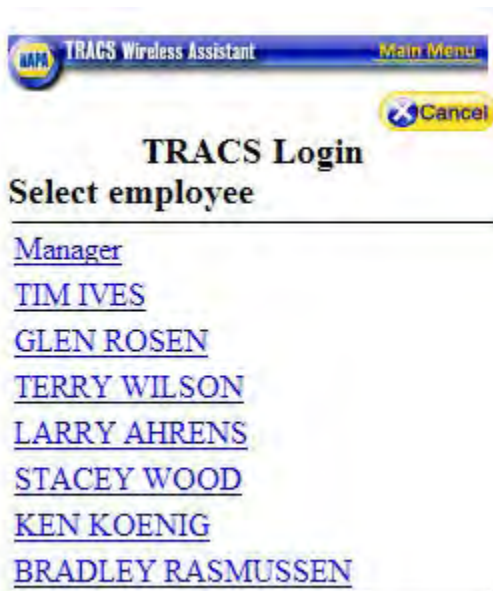 NAPA TRACS Wireless Assistant Main Menu
Cancel
TRACS Login
Select employee
Manager
TIM IVES
GLEN ROSEN
TERRY WILSON
LARRY AHRENS
STACEY WOOD
KEN KOENIG
BRADLEY RASMUSSEN